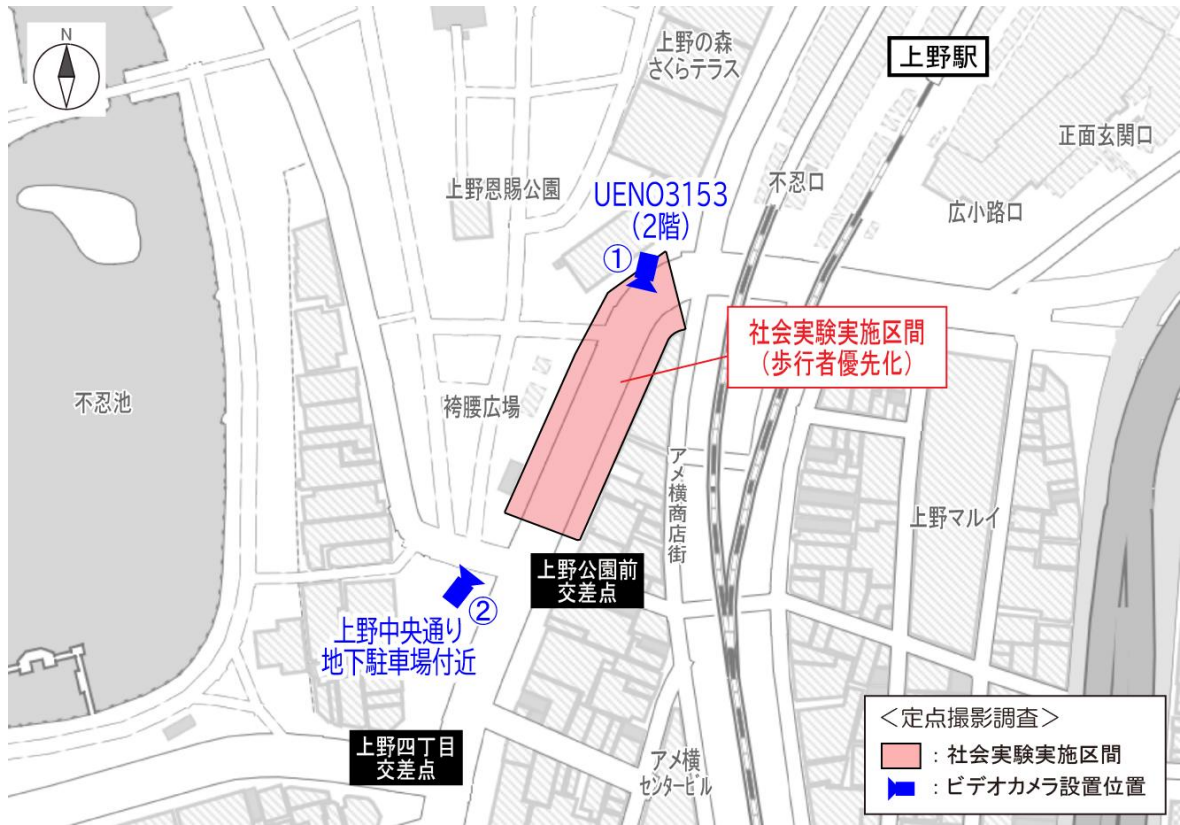 N
上野の森
さくらテラス
上野駅
正面玄関口
上野恩賜公園
UENO3153
(2階)
①
不忍口
広小路口
社会実験実施区間
(歩行者優先化)
不忍池
袴腰広場
アメ横商店街
上野マルイ
上野公園前
交差点
②
上野中央通り
地下駐車場付近
上野四丁目
交差点
アメ横
センタービル
<定点撮影調査>
:社会実験実施区間
:ビデオカメラ設置位置